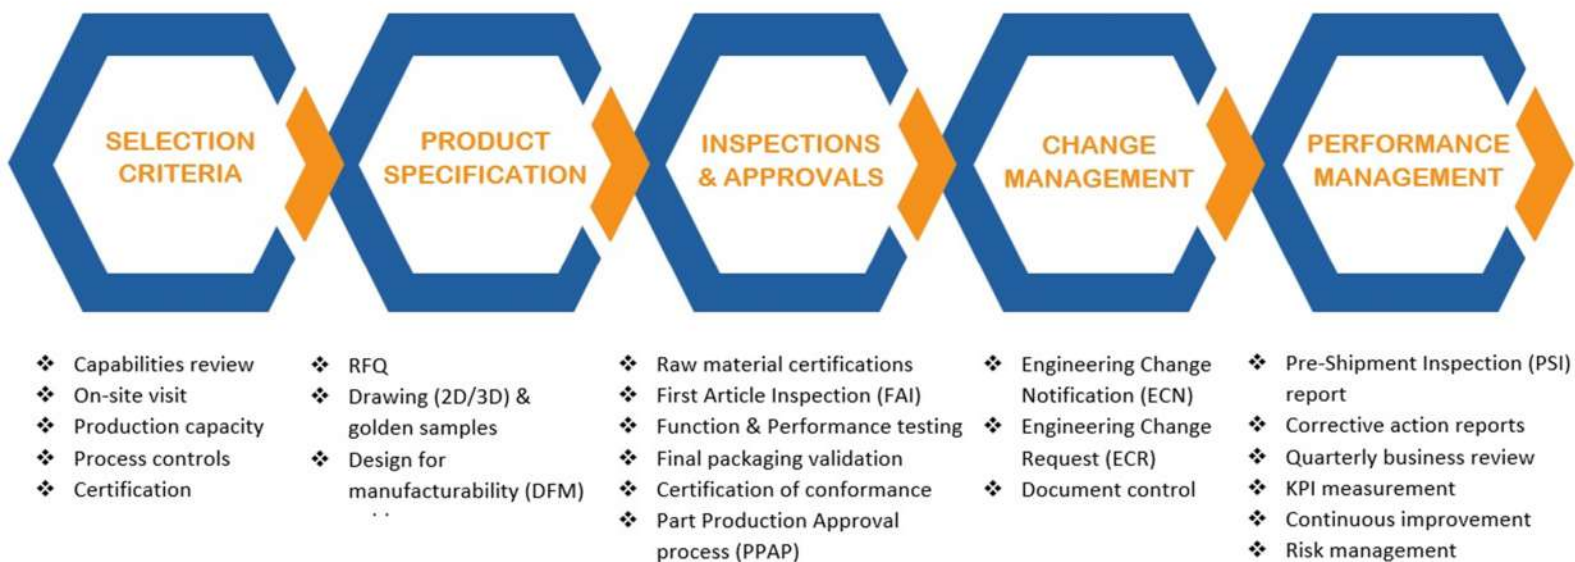 SELECTION
CRITERIA
PRODUCT
SPECIFICATION
INSPECTIONS
& APPROVALS
CHANGE
MANAGEMENT
PERFORMANCE
MANAGEMENT
❖ Capabilities review
❖ On-site visit
❖ Production capacity
❖ Process controls
❖ Certification
❖ RFQ
❖ Drawing (2D/3D) &
golden samples
❖ Design for
manufacturability (DFM)
❖ Raw material certifications
❖ First Article Inspection (FAI)
❖ Function & Performance testing
❖ Final packaging validation
❖ Certification of conformance
❖ Part Production Approval
process (PPAP)
❖ Engineering Change
Notification (ECN)
❖ Engineering Change
Request (ECR)
❖ Document control
❖ Pre-Shipment Inspection (PSI)
report
❖ Corrective action reports
❖ Quarterly business review
❖ KPI measurement
❖ Continuous improvement
❖ Risk management